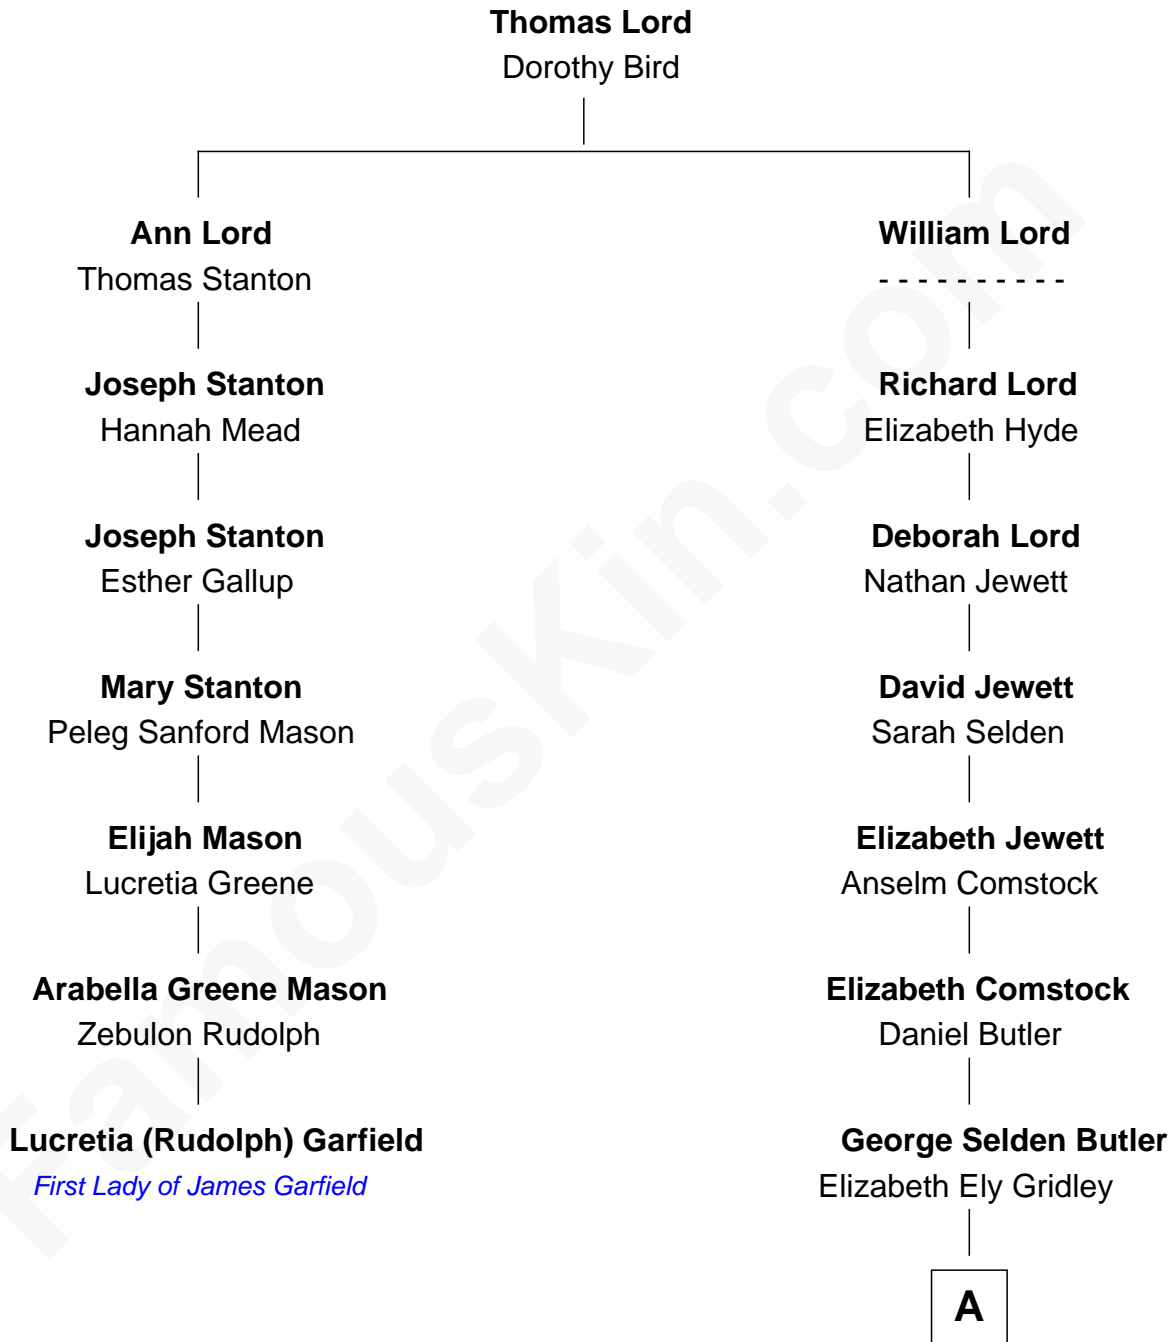 Thomas Lord
Dorothy Bird
Ann Lord
Thomas Stanton
Joseph Stanton
Hannah Mead
Joseph Stanton
Esther Gallup
Mary Stanton
Peleg Sanford Mason
Elijah Mason
Lucretia Greene
Arabella Greene Mason
Zebulon Rudolph
Lucretia (Rudolph) Garfield
First Lady of James Garfield
William Lord
- - - - - - - - - -
Richard Lord
Elizabeth Hyde
Deborah Lord
Nathan Jewett
David Jewett
Sarah Selden
Elizabeth Jewett
Anselm Comstock
Elizabeth Comstock
Daniel Butler
George Selden Butler
Elizabeth Ely Gridley
A
FamousKin.com